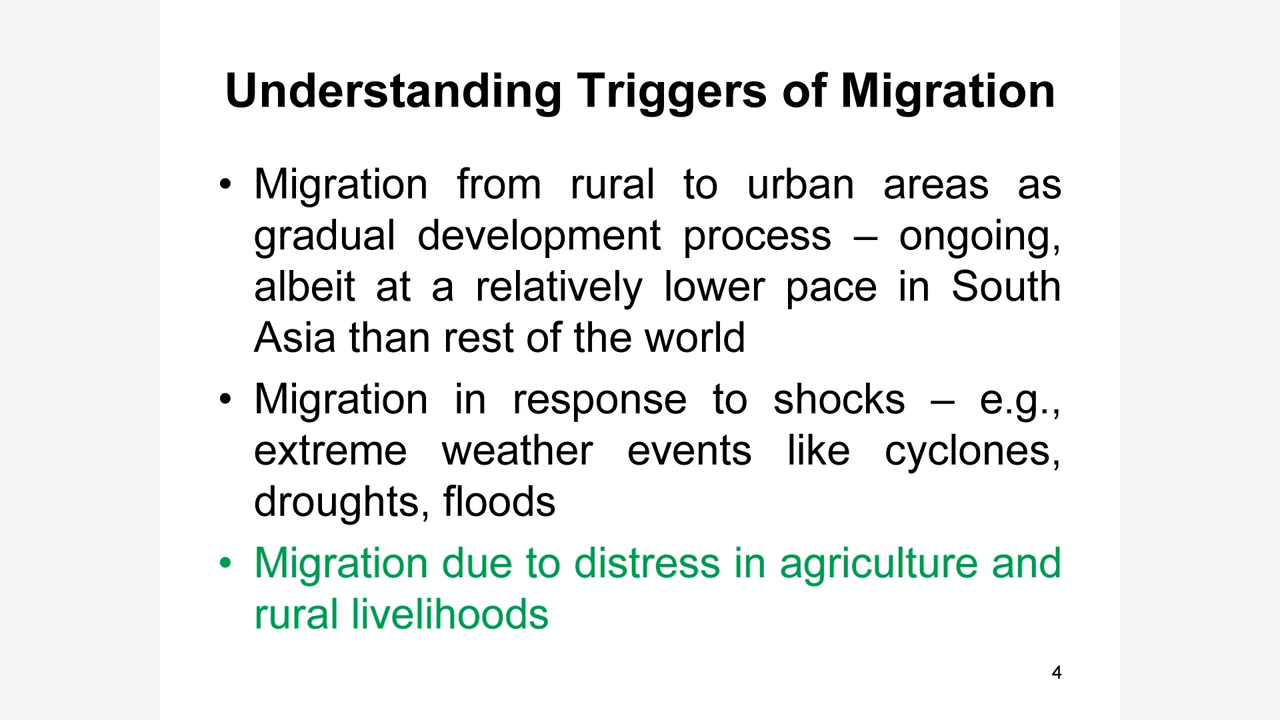 Understanding Triggers of Migration
• Migration from rural to urban areas as
gradual development process – ongoing,
albeit at a relatively lower pace in South
Asia than rest of the world
• Migration in response to shocks – e.g.,
extreme weather events like cyclones,
droughts, floods
• Migration due to distress in agriculture and
rural livelihoods
4